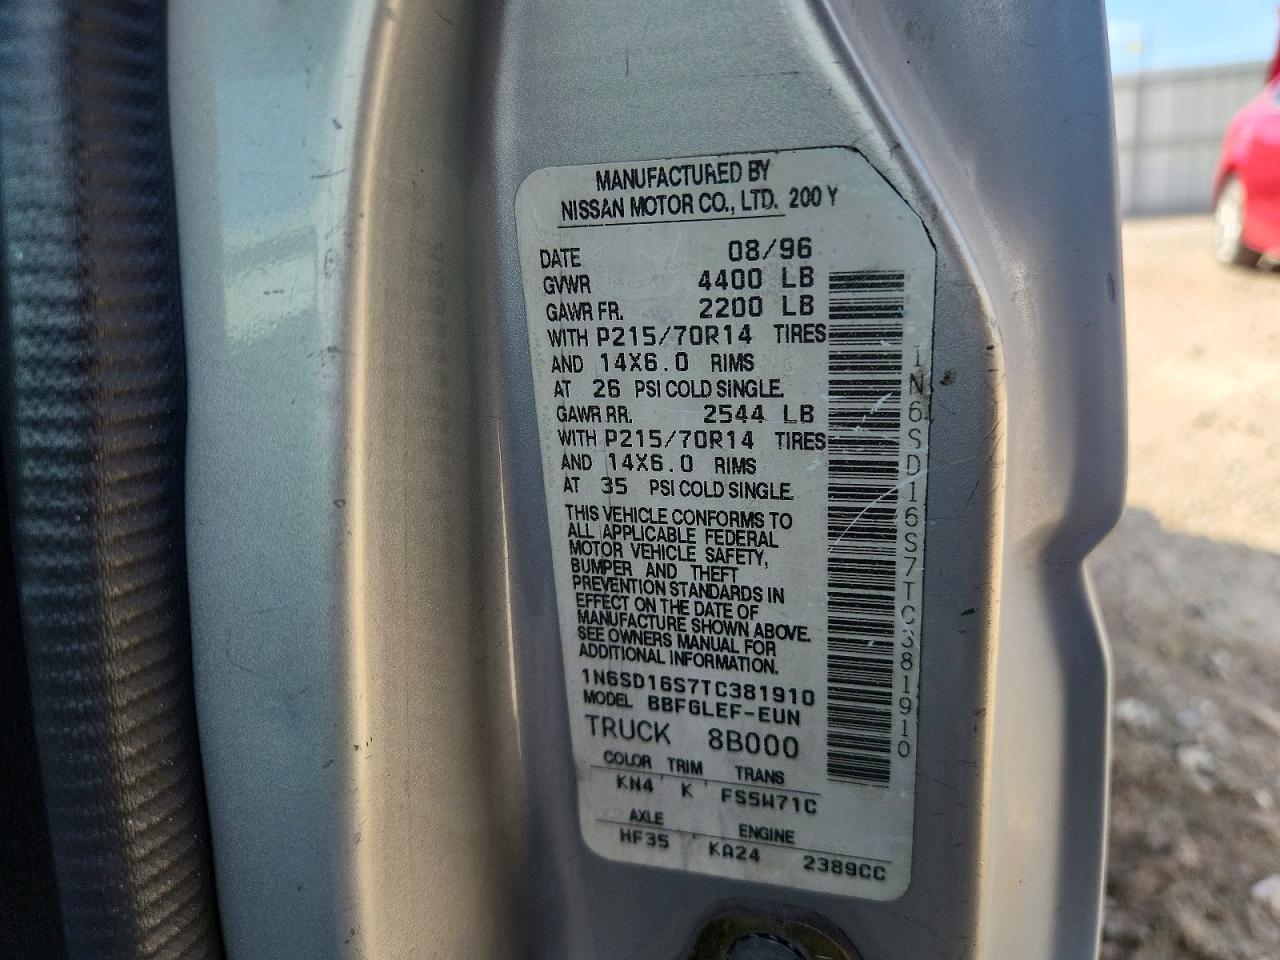 MANUFACTURED BY
NISSAN MOTOR CO., LTD. 200 Y
DATE 08/96
GVWR 4400 LB
GAWR FR. 2200 LB
WITH P215/70R14 TIRES
AND 14X6.0 RIMS
AT 26 PSI COLD SINGLE.
GAWR RR. 2544 LB
WITH P215/70R14 TIRES
AND 14X6.0 RIMS
AT 35 PSI COLD SINGLE.
THIS VEHICLE CONFORMS TO
ALL APPLICABLE FEDERAL
MOTOR VEHICLE SAFETY,
BUMPER AND THEFT
PREVENTION STANDARDS IN
EFFECT ON THE DATE OF
MANUFACTURE SHOWN ABOVE.
SEE OWNERS MANUAL FOR
ADDITIONAL INFORMATION.
1N6SD16S7TC381910
MODEL BBFGLEF-EUN
TRUCK 8B000
COLOR TRIM TRANS
KN4 K FS5W71C
AXLE ENGINE
HF35 KA24 2389CC
1N6SD16S7TC381910